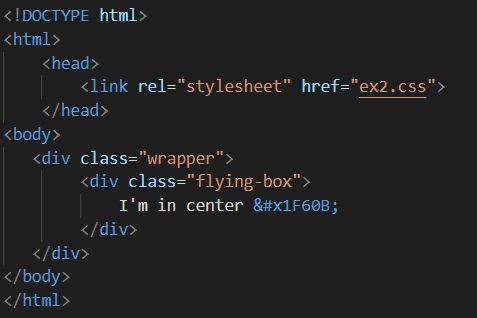 <!DOCTYPE html>
<html>
<head>
<link rel="stylesheet" href="ex2.css">
</head>
<body>
<div class="wrapper">
<div class="flying-box">
I'm in center &#x1F60B;
</div>
</div>
</body>
</html>